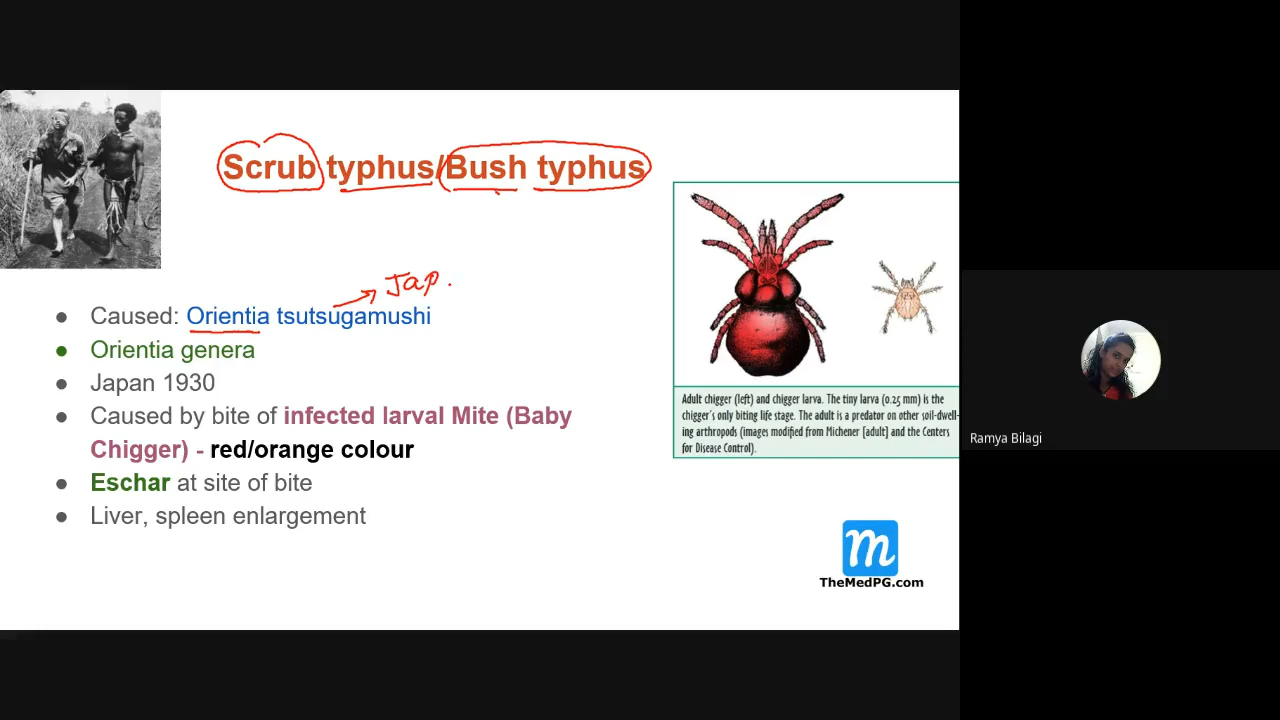 Scrub typhus/Bush typhus
Jap.
● Caused: Orientia tsutsugamushi
● Orientia genera
● Japan 1930
● Caused by bite of infected larval Mite (Baby
Chigger) - red/orange colour
● Eschar at site of bite
● Liver, spleen enlargement
Adult chigger (left) and chigger larva. The tiny larva (0.25 mm) is the
chigger's only biting life stage. The adult is a predator on other soil-dwell-
ing arthropods (images modified from Michener [adult] and the Centers
for Disease Control).
m
TheMedPG.com
Ramya Bilagi